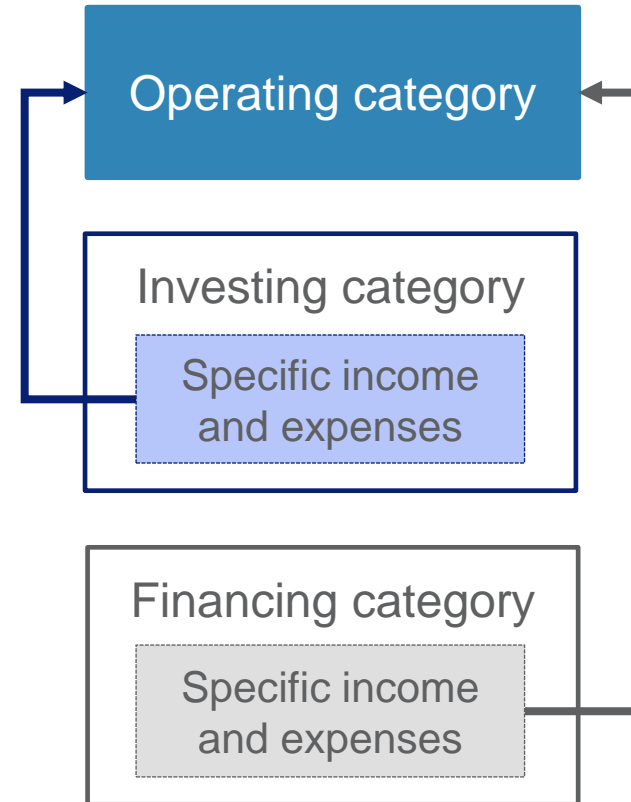 Operating category
Investing category
Specific income
and expenses
Financing category
Specific income
and expenses